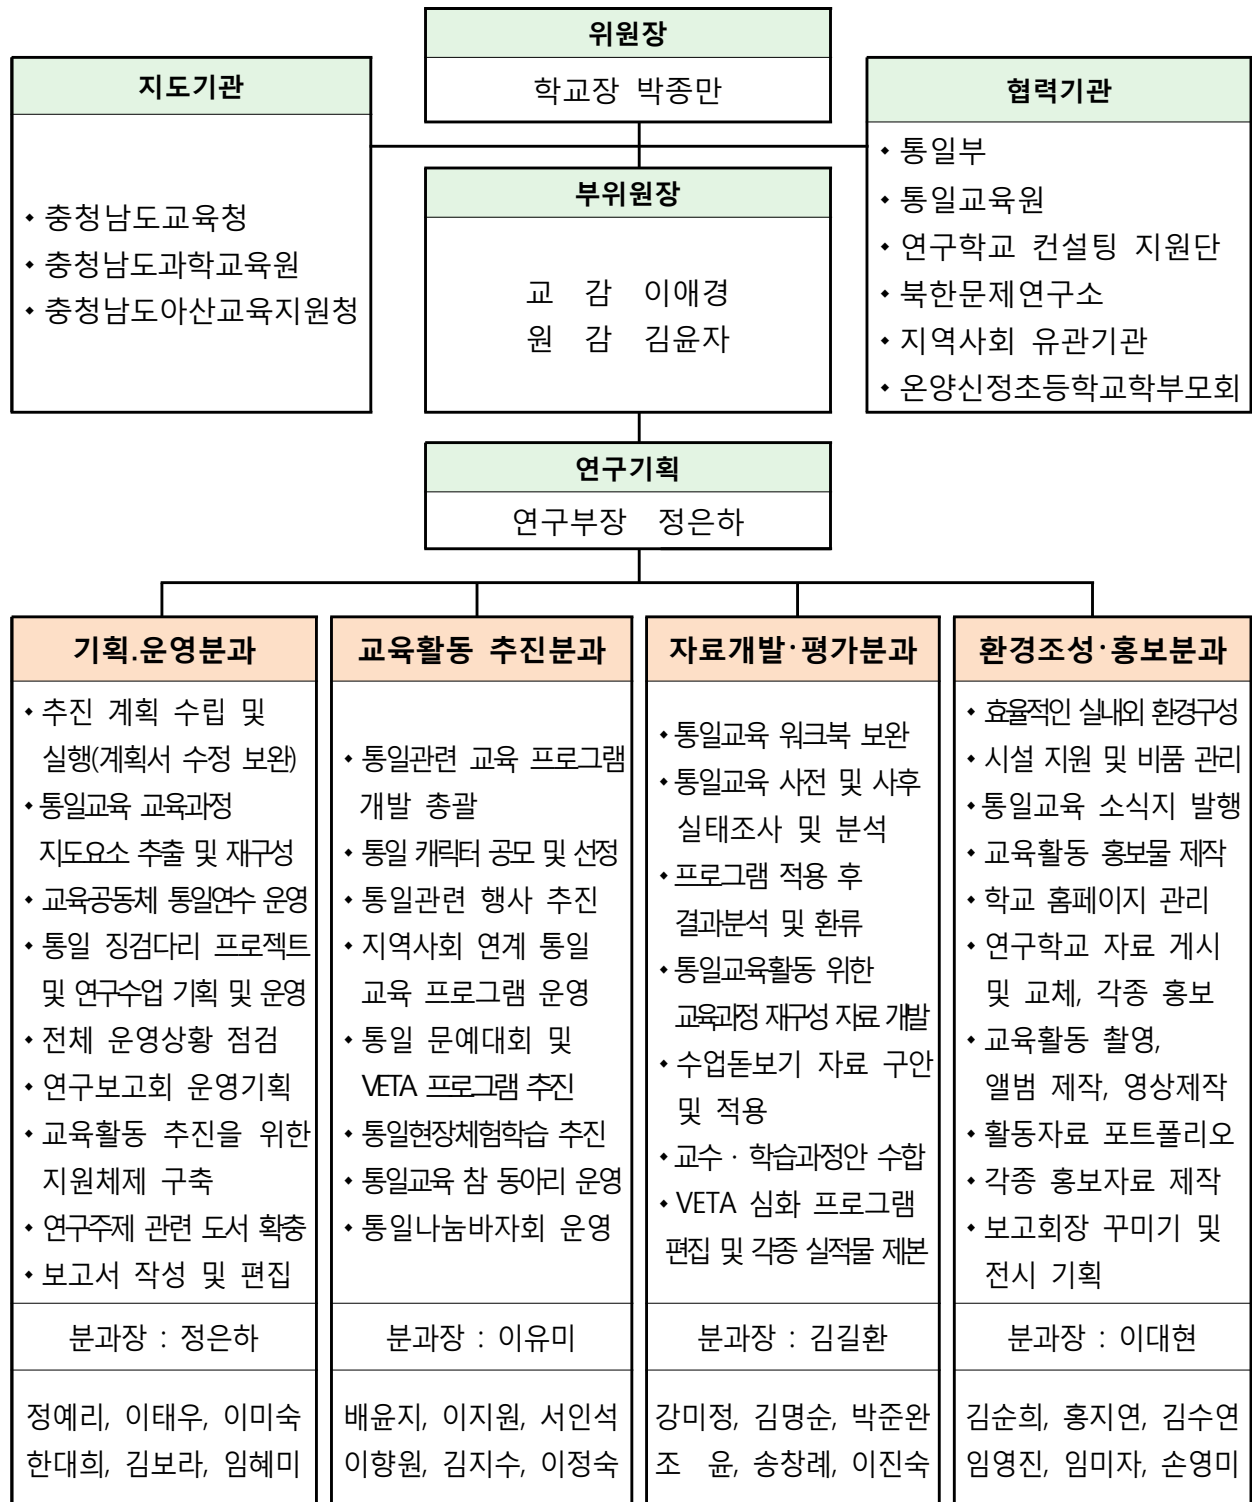 위원장
학교장 박종만
지도기관
◆ 충청남도교육청
◆ 충청남도과학교육원
◆ 충청남도아산교육지원청
협력기관
◆ 통일부
◆ 통일교육원
◆ 연구학교 컨설팅 지원단
◆ 북한문제연구소
◆ 지역사회 유관기관
◆ 온양신정초등학교학부모회
부위원장
교 감 이애경
원 감 김윤자
연구기획
연구부장 정은하
기획.운영분과
◆ 추진 계획 수립 및
실행(계획서 수정 보완)
◆ 통일교육 교육과정
지도요소 추출 및 재구성
◆ 교육공동체 통일연수 운영
◆ 통일 징검다리 프로젝트
및 연구수업 기획 및 운영
◆ 전체 운영상황 점검
◆ 연구보고회 운영기획
◆ 교육활동 추진을 위한
지원체제 구축
◆ 연구주제 관련 도서 확충
◆ 보고서 작성 및 편집
분과장 : 정은하
정예리, 이태우, 이미숙
한대희, 김보라, 임혜미
교육활동 추진분과
◆ 통일관련 교육 프로그램
개발 총괄
◆ 통일 캐릭터 공모 및 선정
◆ 통일관련 행사 추진
◆ 지역사회 연계 통일
교육 프로그램 운영
◆ 통일 문예대회 및
VETA 프로그램 추진
◆ 통일현장체험학습 추진
◆ 통일교육 참 동아리 운영
◆ 통일나눔바자회 운영
분과장 : 이유미
배윤지, 이지원, 서인석
이향원, 김지수, 이정숙
자료개발·평가분과
◆ 통일교육 워크북 보완
◆ 통일교육 사전 및 사후
실태조사 및 분석
◆ 프로그램 적용 후
결과분석 및 환류
◆ 통일교육활동 위한
교육과정 재구성 자료 개발
◆ 수업돋보기 자료 구안
및 적용
◆ 교수 · 학습과정안 수합
◆ VETA 심화 프로그램
편집 및 각종 실적물 제본
분과장 : 김길환
강미정, 김명순, 박준완
조 윤, 송창례, 이진숙
환경조성·홍보분과
◆ 효율적인 실내외 환경구성
◆ 시설 지원 및 비품 관리
◆ 통일교육 소식지 발행
◆ 교육활동 홍보물 제작
◆ 학교 홈페이지 관리
◆ 연구학교 자료 게시
및 교체, 각종 홍보
◆ 교육활동 촬영,
앨범 제작, 영상제작
◆ 활동자료 포트폴리오
◆ 각종 홍보자료 제작
◆ 보고회장 꾸미기 및
전시 기획
분과장 : 이대현
김순희, 홍지연, 김수연
임영진, 임미자, 손영미